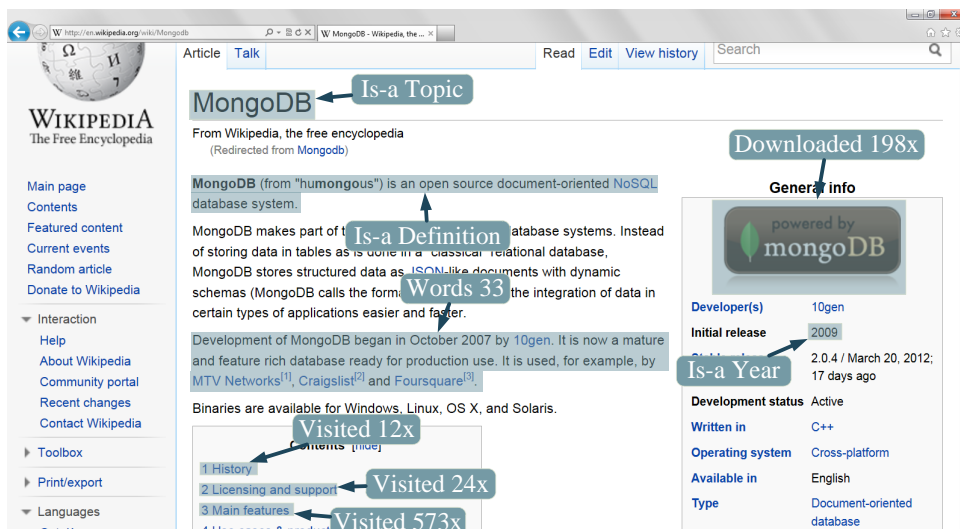 http://en.wikipedia.org/wiki/Mongodb
W MongoDB - Wikipedia, the ...
WIKIPEDIA
The Free Encyclopedia
Main page
Contents
Featured content
Current events
Random article
Donate to Wikipedia
Interaction
Help
About Wikipedia
Community portal
Recent changes
Contact Wikipedia
Toolbox
Print/export
Languages
Article Talk Read Edit View history Search
MongoDB
Is-a Topic
From Wikipedia, the free encyclopedia
(Redirected from Mongodb)
MongoDB (from "humongous") is an open source document-oriented NoSQL
database system.
Is-a Definition
MongoDB makes part of atabase systems. Instead
of storing data in tables as is done in a "classical" relational database,
MongoDB stores structured data as JSON-like documents with dynamic
schemas (MongoDB calls the forma the integration of data in
certain types of applications easier and faster.
Words 33
Development of MongoDB began in October 2007 by 10gen. It is now a mature
and feature rich database ready for production use. It is used, for example, by
MTV Networks[1], Craigslist[2] and Foursquare[3].
Binaries are available for Windows, Linux, OS X, and Solaris.
Visited 12x
Contents [hide]
1 History
2 Licensing and support
Visited 24x
3 Main features
Visited 573x
Downloaded 198x
General info
powered by
mongoDB
Developer(s) 10gen
Initial release 2009
Is-a Year
2.0.4 / March 20, 2012;
17 days ago
Development status Active
Written in C++
Operating system Cross-platform
Available in English
Type Document-oriented
database